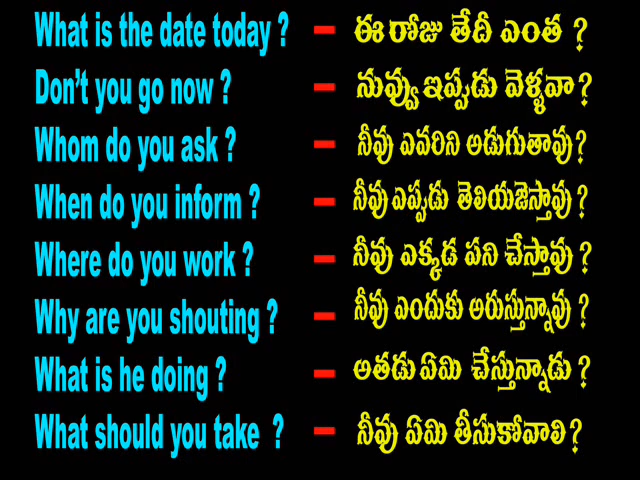 What is the date today ? – ఈ రోజు తేదీ ఎంత ?
Don't you go now ? – నువ్వు ఇప్పడు వెళ్ళవా ?
Whom do you ask ? – నీవు ఎవరిని అడుగుతావు?
When do you inform ? – నీవు ఎప్పడు తెలియజెస్తావు ?
Where do you work ? – నీవు ఎక్కడ పని చేస్తావు ?
Why are you shouting ? – నీవు ఎందుకు అరుస్తున్నావు ?
What is he doing ? – అతడు ఏమి చేస్తున్నాడు ?
What should you take ? – నీవు ఏమి తీసుకోవాలి ?